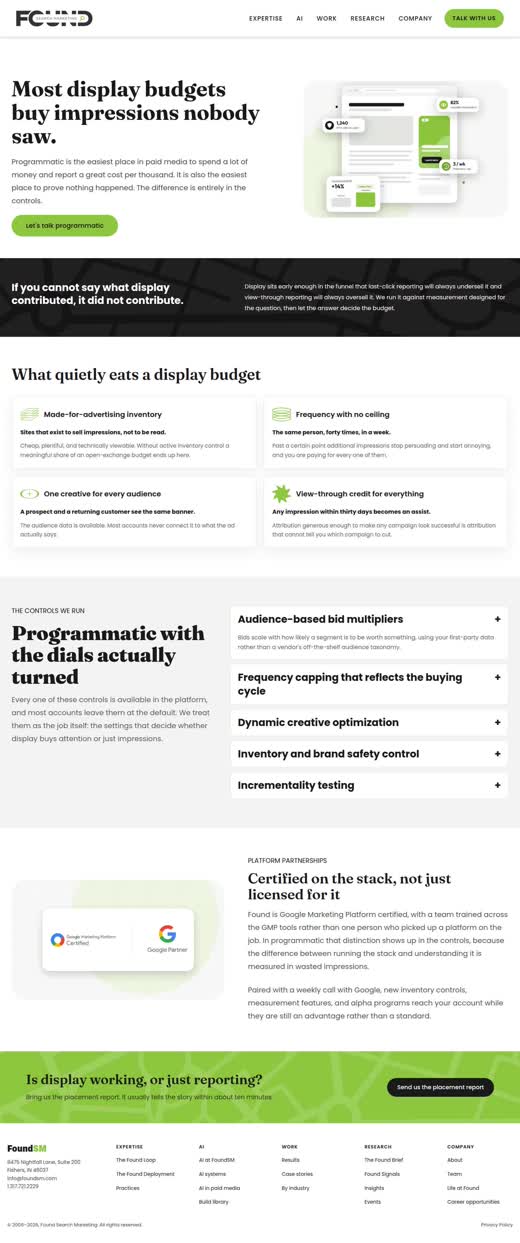 FOUND
SEARCH MARKETING
EXPERTISE AI WORK RESEARCH COMPANY TALK WITH US
Most display budgets
buy impressions nobody
saw.
Programmatic is the easiest place in paid media to spend a lot of
money and report a great cost per thousand. It is also the easiest
place to prove nothing happened. The difference is entirely in the
controls.
Let's talk programmatic
1,240
82%
3 / wk
+14%
If you cannot say what display
contributed, it did not contribute.
Display sits early enough in the funnel that last-click reporting will always undersell it and
view-through reporting will always oversell it. We run it against measurement designed for
the question, then let the answer decide the budget.
What quietly eats a display budget
Made-for-advertising inventory
Sites that exist to sell impressions, not to be read.
Cheap, plentiful, and technically viewable. Without active inventory control a
meaningful share of an open-exchange budget ends up here.
Frequency with no ceiling
The same person, forty times, in a week.
Past a certain point additional impressions stop persuading and start annoying,
and you are paying for every one of them.
One creative for every audience
A prospect and a returning customer see the same banner.
The audience data is available. Most accounts never connect it to what the ad
actually says.
View-through credit for everything
Any impression within thirty days becomes an assist.
Attribution generous enough to make any campaign look successful is attribution
that cannot tell you which campaign to cut.
THE CONTROLS WE RUN
Programmatic with
the dials actually
turned
Every one of these controls is available in the platform,
and most accounts leave them at the default. We treat
them as the job itself: the settings that decide whether
display buys attention or just impressions.
Audience-based bid multipliers +
Bids scale with how likely a segment is to be worth something, using your first-party data
rather than a vendor's off-the-shelf audience taxonomy.
Frequency capping that reflects the buying +
cycle
Dynamic creative optimization +
Inventory and brand safety control +
Incrementality testing +
Google Marketing Platform
Certified
Google Partner
PLATFORM PARTNERSHIPS
Certified on the stack, not just
licensed for it
Found is Google Marketing Platform certified, with a team trained across
the GMP tools rather than one person who picked up a platform on the
job. In programmatic that distinction shows up in the controls, because
the difference between running the stack and understanding it is
measured in wasted impressions.
Paired with a weekly call with Google, new inventory controls,
measurement features, and alpha programs reach your account while
they are still an advantage rather than a standard.
Is display working, or just reporting?
Bring us the placement report. It usually tells the story within about ten minutes
Send us the placement report
FoundSM
8475 Nightfall Lane, Suite 200
Fishers, IN 46037
info@foundsm.com
1.317.721.2229
EXPERTISE
The Found Loop
The Found Deployment
Practices
AI
AI at FoundSM
AI systems
AI in paid media
Build library
WORK
Results
Case stories
By industry
RESEARCH
The Found Brief
Found Signals
Insights
Events
COMPANY
About
Team
Life at Found
Career opportunities
© 2006–2026, Found Search Marketing. All rights reserved.
Privacy Policy